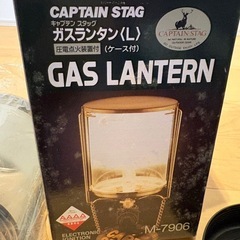 CAPTAIN STAG
キャプテン スタッグ
ガスランタン〈L〉
圧電点火装置付 (ケース付)
CAPTAIN STAG
GAS LANTERN
ELECTRONIC
IGNITION
M-7906